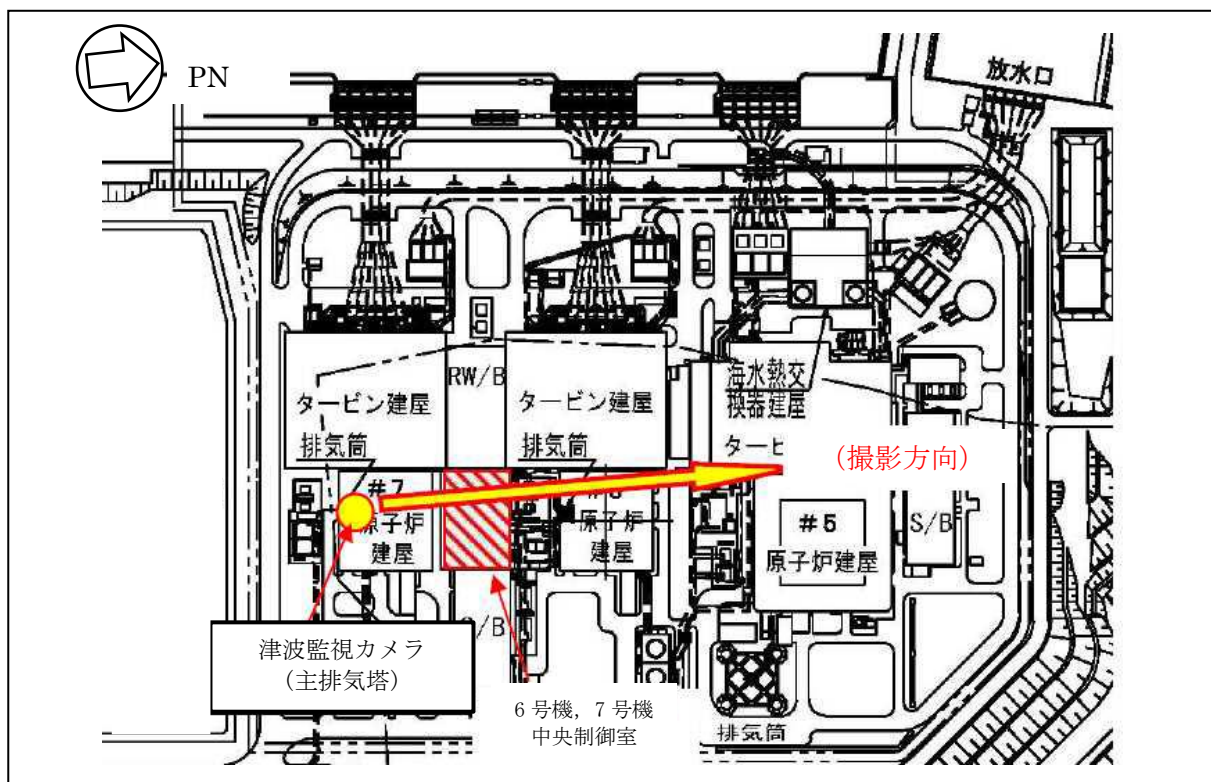 PN
放水口
RW/B
海水熱交
換器建屋
タービン建屋
タービン建屋
排気筒
排気筒
(撮影方向)
#7
原子炉
建屋
原子炉
建屋
#5
原子炉建屋
S/B
津波監視カメラ
(主排気塔)
6号機, 7号機
中央制御室
排気筒